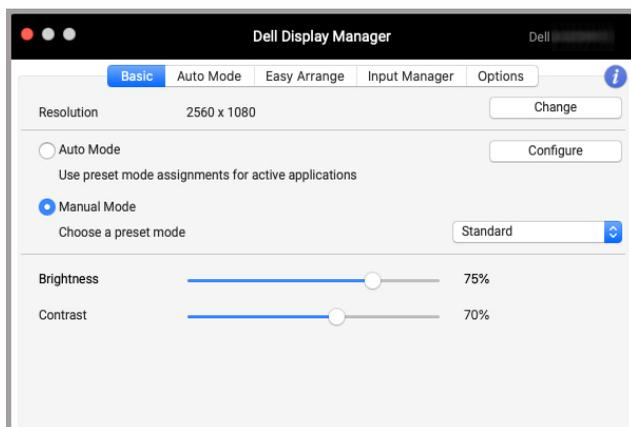 Dell Display Manager
Dell
Basic Auto Mode Easy Arrange Input Manager Options i
Resolution 2560 x 1080 Change
Auto Mode Configure
Use preset mode assignments for active applications
Manual Mode
Choose a preset mode Standard
Brightness 75%
Contrast 70%